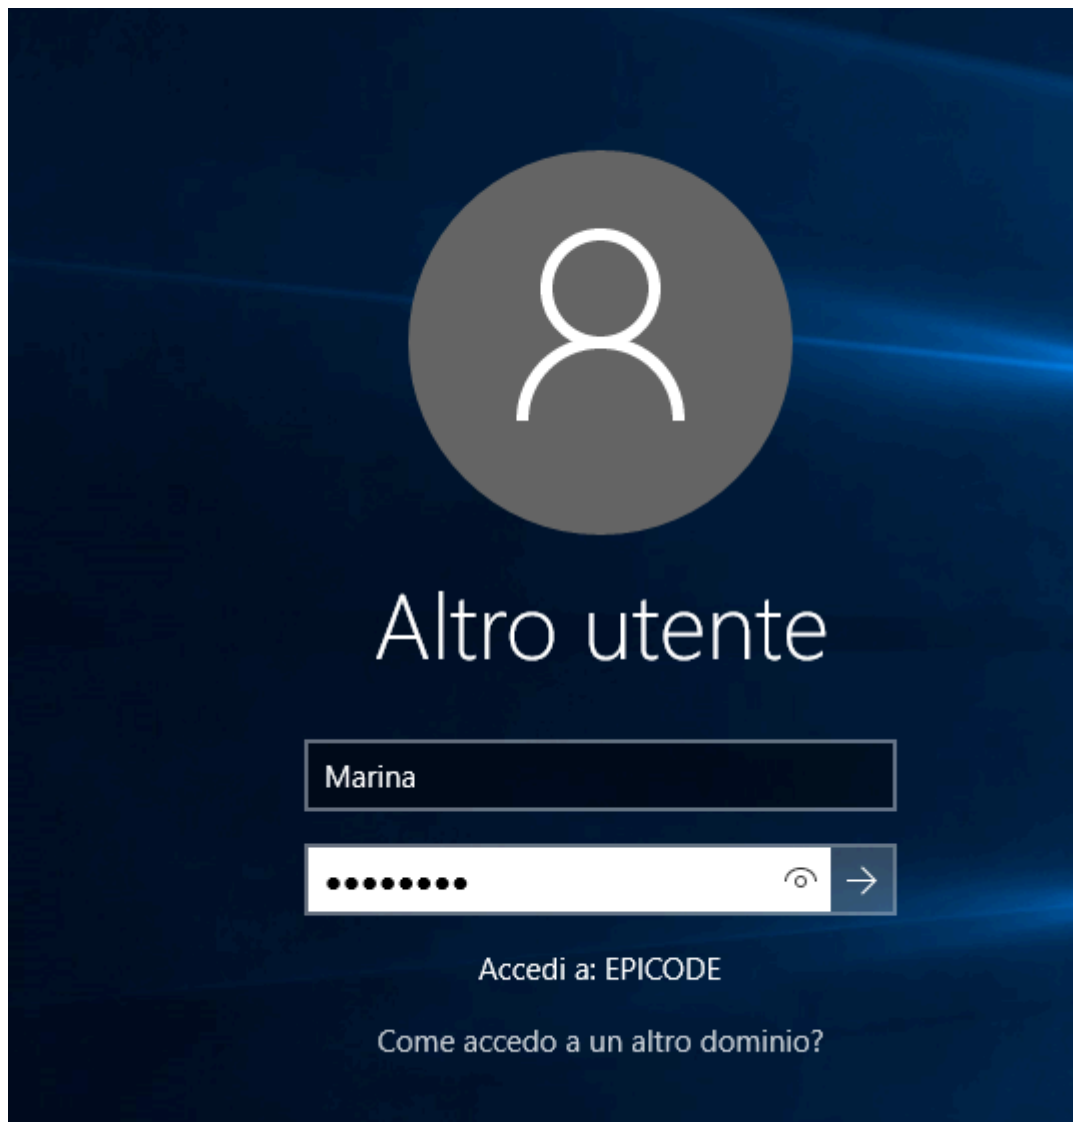 Altro utente
Marina
••••••••
Accedi a: EPICODE
Come accedo a un altro dominio?